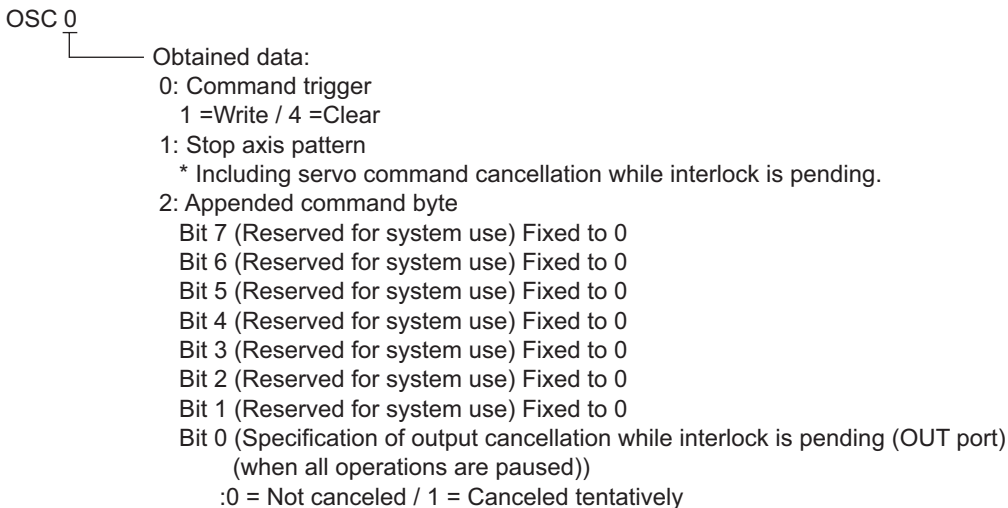 OSC 0
Obtained data:
0: Command trigger
1 =Write / 4 =Clear
1: Stop axis pattern
* Including servo command cancellation while interlock is pending.
2: Appended command byte
Bit 7 (Reserved for system use) Fixed to 0
Bit 6 (Reserved for system use) Fixed to 0
Bit 5 (Reserved for system use) Fixed to 0
Bit 4 (Reserved for system use) Fixed to 0
Bit 3 (Reserved for system use) Fixed to 0
Bit 2 (Reserved for system use) Fixed to 0
Bit 1 (Reserved for system use) Fixed to 0
Bit 0 (Specification of output cancellation while interlock is pending (OUT port)
(when all operations are paused))
:0 = Not canceled / 1 = Canceled tentatively